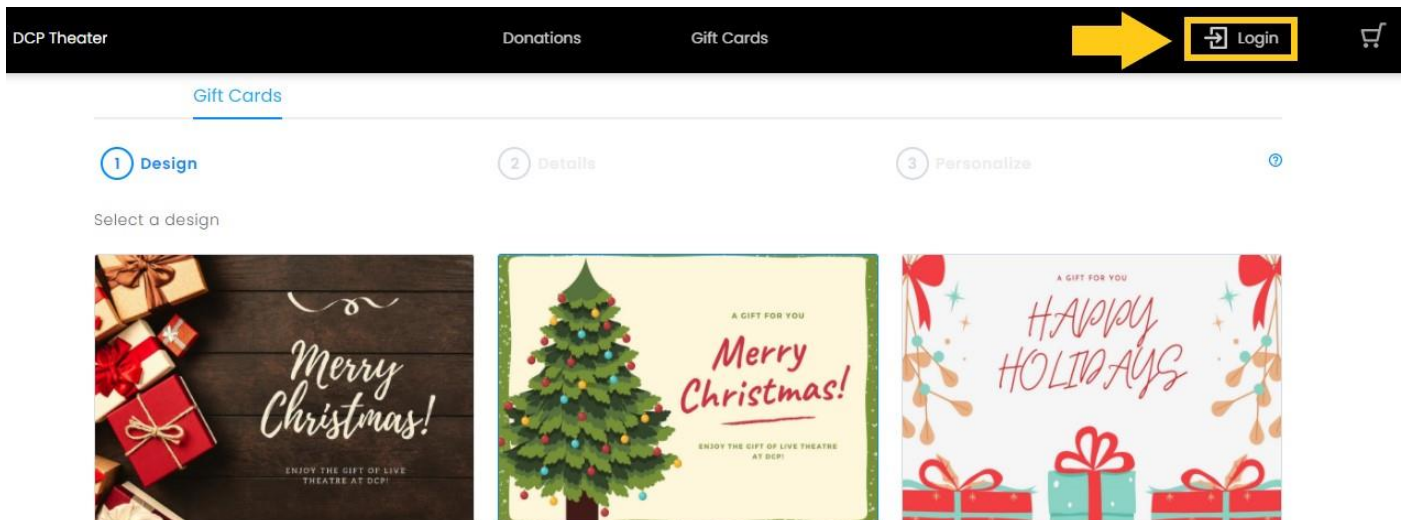 DCP Theater
Donations
Gift Cards
Login
Gift Cards
1 Design
2 Details
3 Personalize
?
Select a design
Merry
Christmas!
ENJOY THE GIFT OF LIVE
THEATRE AT DCP!
A GIFT FOR YOU
Merry
Christmas!
ENJOY THE GIFT OF LIVE THEATRE
AT DCP!
A GIFT FOR YOU
HAPPY
HOLIDAYS